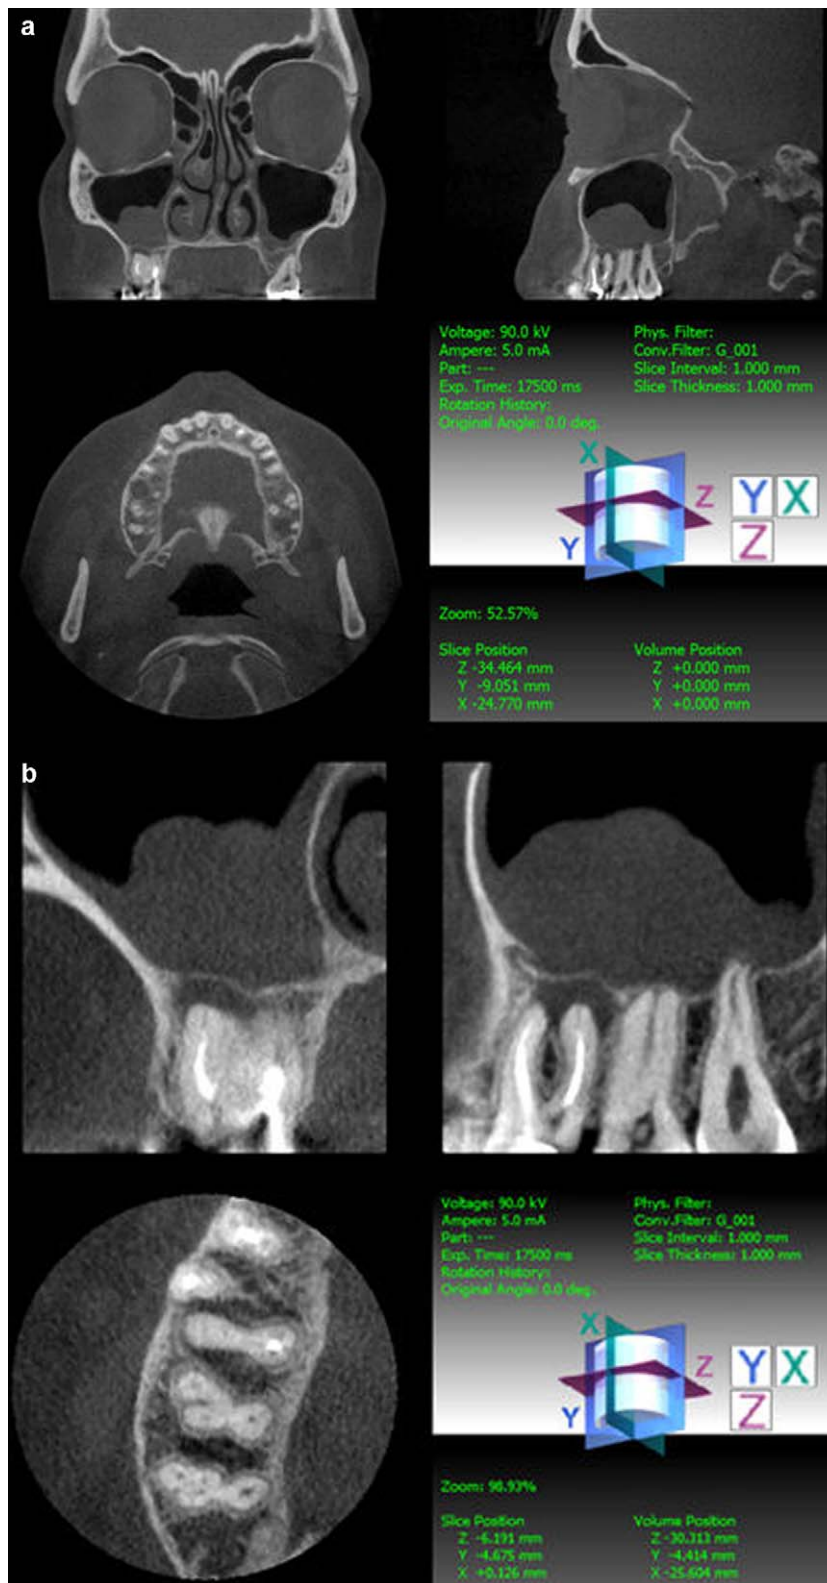 a
Voltage: 90.0 kV
Ampere: 5.0 mA
Part: ---
Exp. Time: 17500 ms
Rotation History:
Original Angle: 0.0 deg.
Phys. Filter:
Conv.Filter: G_001
Slice Interval: 1.000 mm
Slice Thickness: 1.000 mm
X
Z
Y
Y X
Z
Zoom: 52.57%
Slice Position
Z -34.464 mm
Y -9.051 mm
X -24.770 mm
Volume Position
Z +0.000 mm
Y +0.000 mm
X +0.000 mm
b
Voltage: 90.0 kV
Ampere: 5.0 mA
Part: ---
Exp. Time: 17500 ms
Rotation History:
Original Angle: 0.0 deg.
Phys. Filter:
Conv.Filter: G_001
Slice Interval: 1.000 mm
Slice Thickness: 1.000 mm
X
Z
Y
Y X
Z
Zoom: 98.93%
Slice Position
Z -6.191 mm
Y -4.675 mm
X +0.126 mm
Volume Position
Z -30.313 mm
Y -4.414 mm
X -25.604 mm